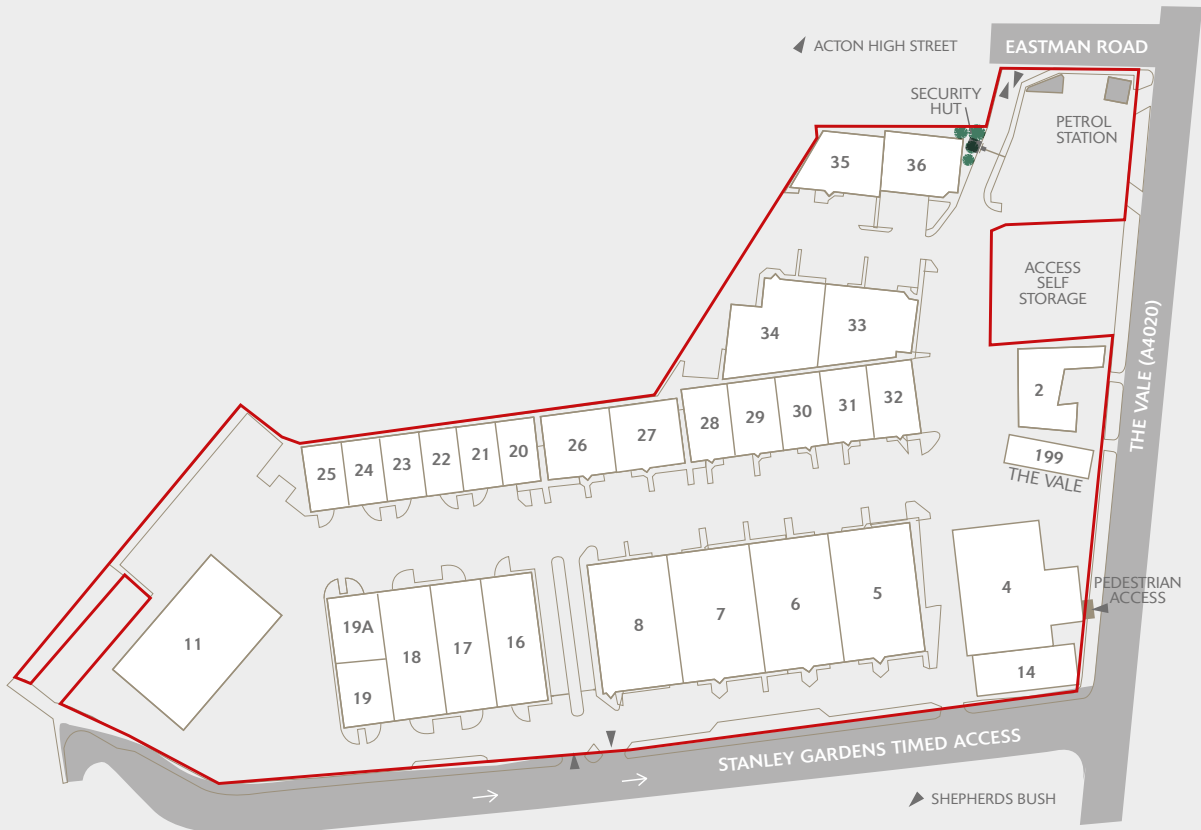 ACTON HIGH STREET
EASTMAN ROAD
SECURITY
HUT
PETROL
STATION
35
36
ACCESS
SELF
STORAGE
THE VALE (A4020)
34
33
2
28
29
30
31
32
199
THE VALE
26
27
25
24
23
22
21
20
4
PEDESTRIAN
ACCESS
5
6
7
8
11
19A
18
17
16
19
14
STANLEY GARDENS TIMED ACCESS
SHEPHERDS BUSH